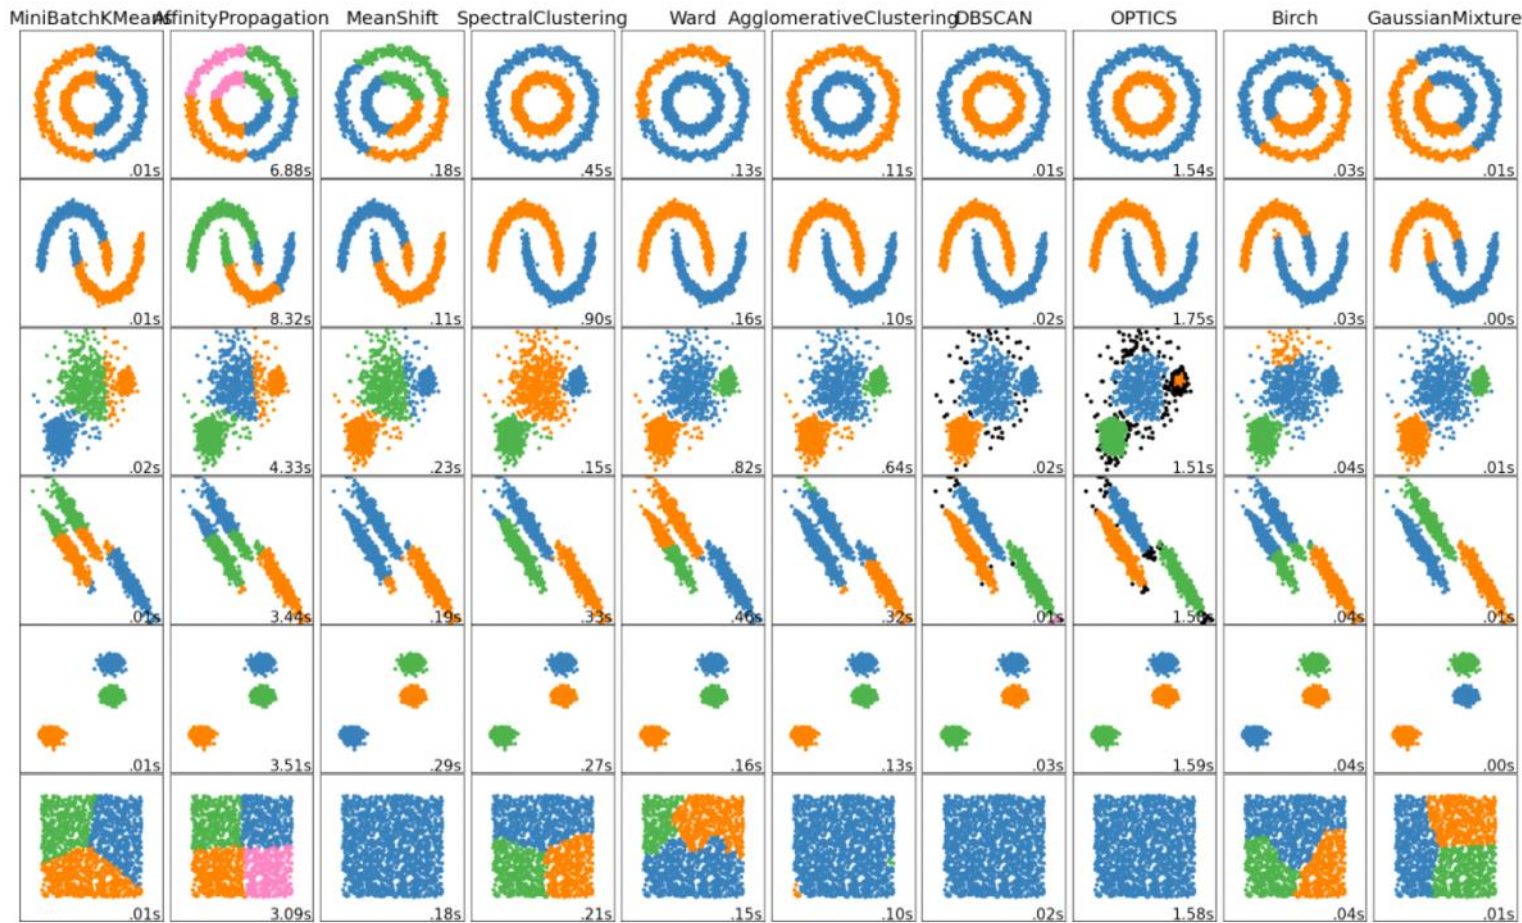 MiniBatchKMeans AffinityPropagation MeanShift SpectralClustering Ward AgglomerativeClustering DBSCAN OPTICS Birch GaussianMixture
.01s 6.88s .18s .45s .13s .11s .01s 1.54s .03s .01s
.01s 8.32s .11s .90s .16s .10s .02s 1.75s .03s .00s
.02s 4.33s .23s .15s .82s .64s .02s 1.51s .04s .01s
.01s 3.44s .19s .33s .46s .32s .01s .04s .01s
.01s 3.51s .29s .27s .16s .13s .03s 1.59s .04s .00s
.01s 3.09s .18s .21s .15s .10s .02s 1.58s .04s .01s